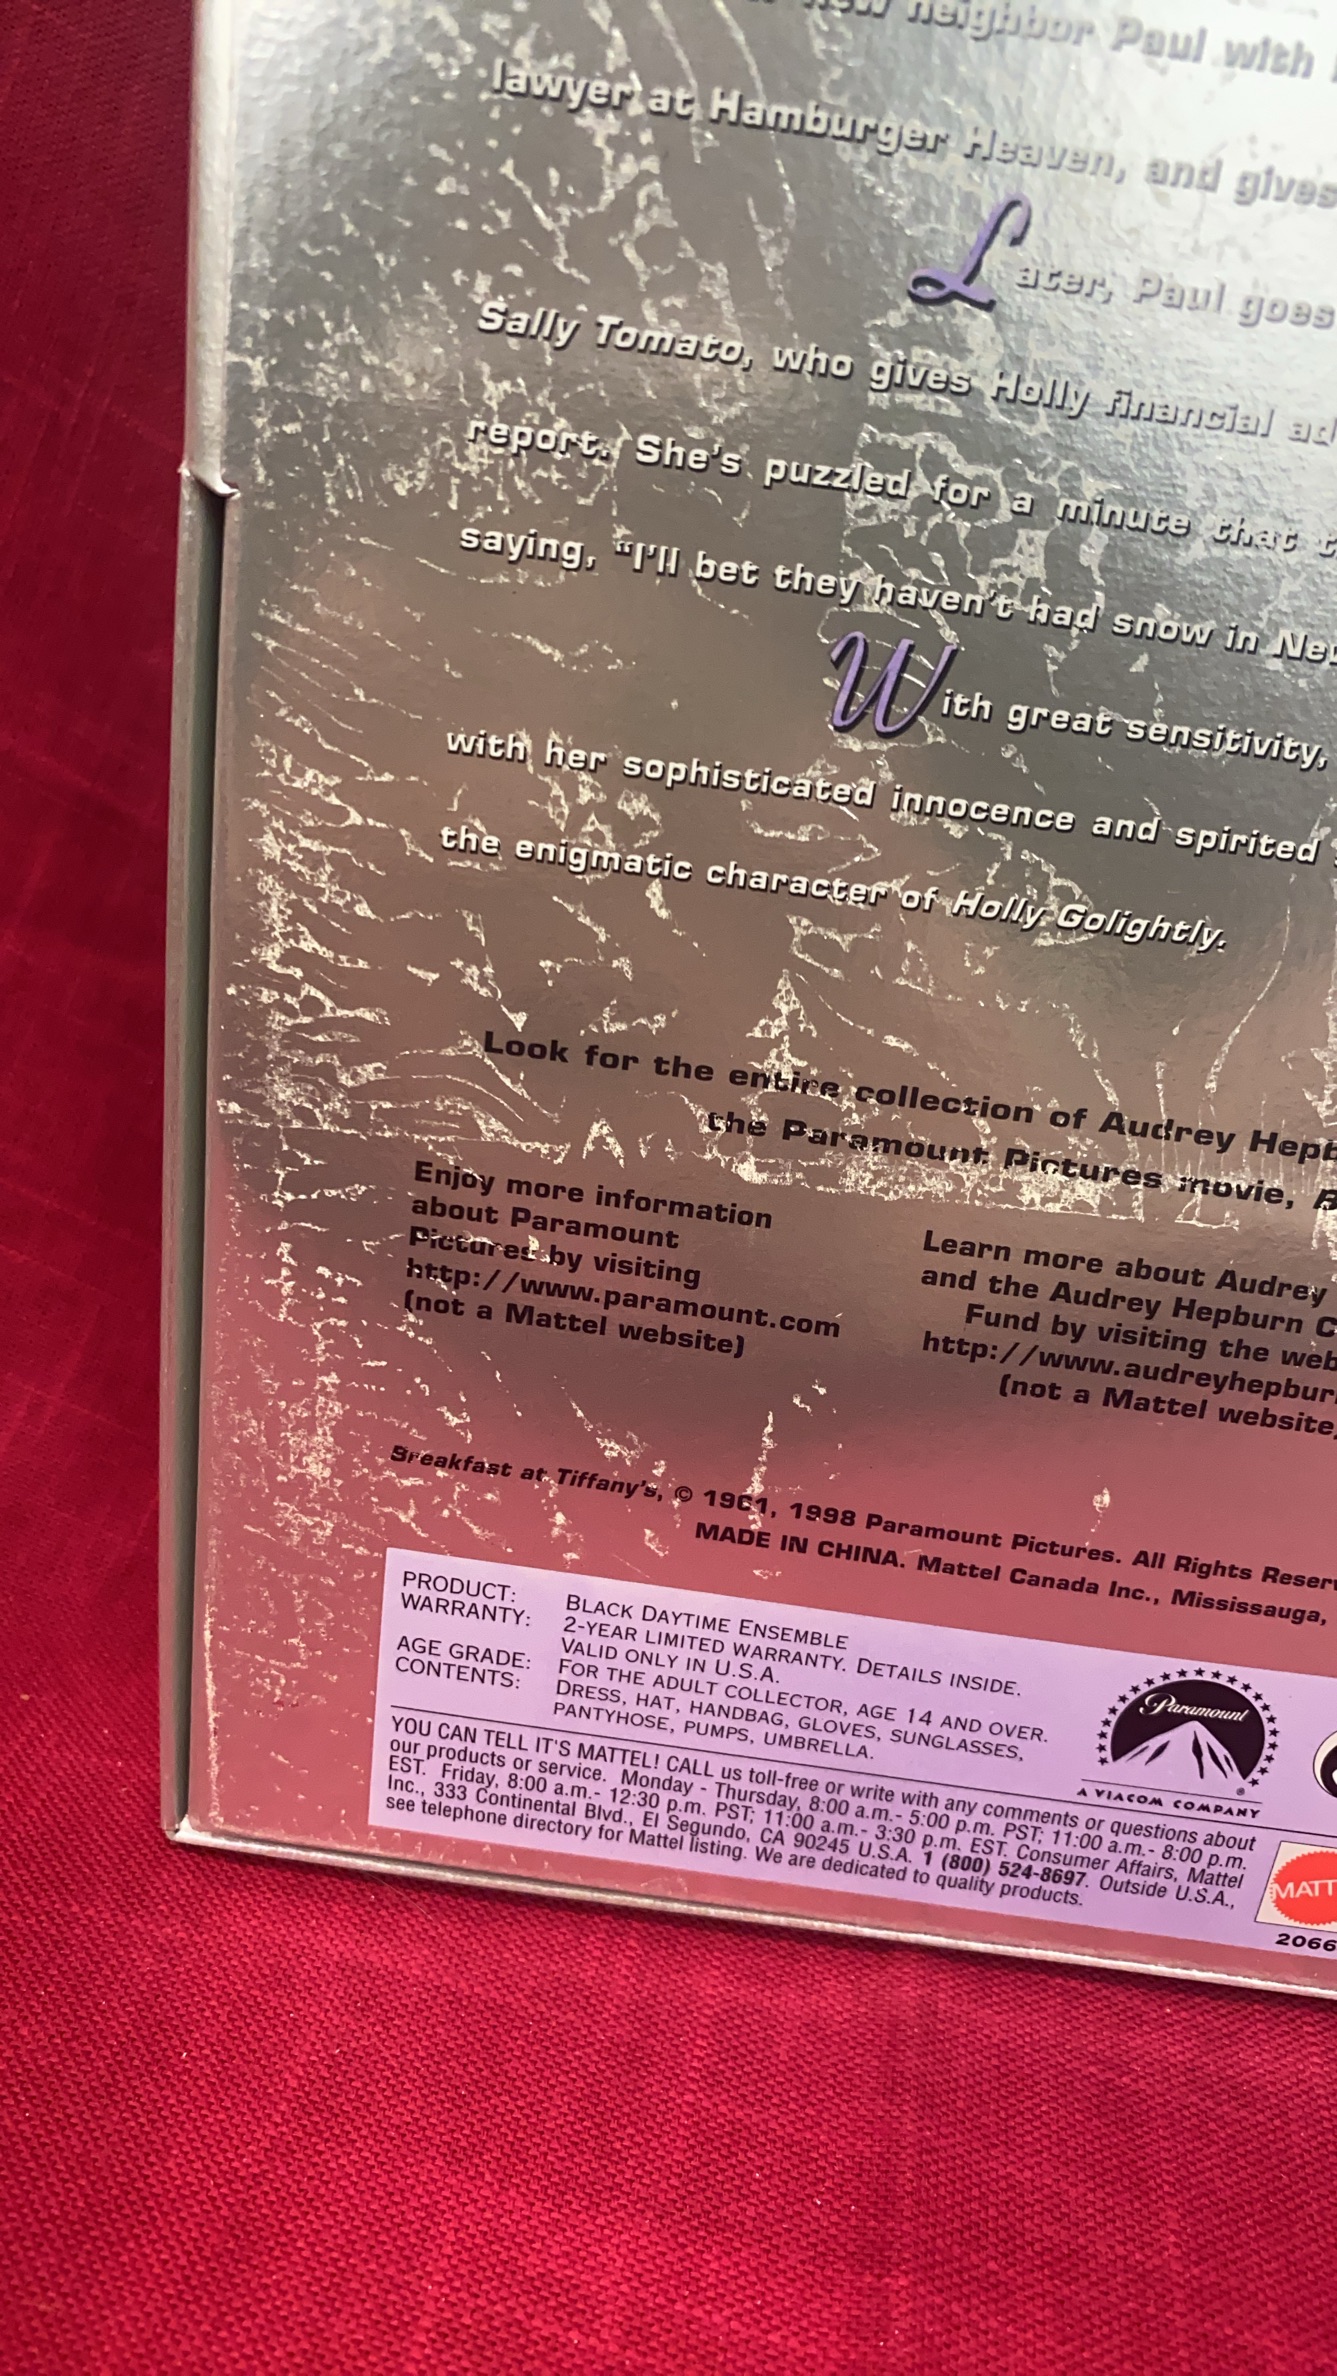 new neighbor Paul with
lawyer at Hamburger Heaven, and gives
Later, Paul goes
Sally Tomato, who gives Holly financial ad
report. She's puzzled for a minute that t
saying, "I'll bet they haven't had snow in Ne
With great sensitivity,
with her sophisticated innocence and spirited
the enigmatic character of Holly Golightly.
Look for the entire collection of Audrey Hepb
the Paramount Pictures movie, B
Enjoy more information
about Paramount
Pictures by visiting
http://www.paramount.com
(not a Mattel website)
Learn more about Audrey
and the Audrey Hepburn C
Fund by visiting the web
http://www.audreyhepbur
(not a Mattel website
Breakfast at Tiffany's, © 1961, 1998 Paramount Pictures. All Rights Reser
MADE IN CHINA. Mattel Canada Inc., Mississauga,
PRODUCT: BLACK DAYTIME ENSEMBLE
WARRANTY: 2-YEAR LIMITED WARRANTY. DETAILS INSIDE.
VALID ONLY IN U.S.A.
AGE GRADE: FOR THE ADULT COLLECTOR, AGE 14 AND OVER.
CONTENTS: DRESS, HAT, HANDBAG, GLOVES, SUNGLASSES,
PANTYHOSE, PUMPS, UMBRELLA.
Paramount
®
A VIACOM COMPANY
YOU CAN TELL IT'S MATTEL! CALL us toll-free or write with any comments or questions about
our products or service. Monday - Thursday, 8:00 a.m.- 5:00 p.m. PST; 11:00 a.m.- 8:00 p.m.
EST. Friday, 8:00 a.m.- 12:30 p.m. PST; 11:00 a.m.- 3:30 p.m. EST. Consumer Affairs, Mattel
Inc., 333 Continental Blvd., El Segundo, CA 90245 U.S.A. 1 (800) 524-8697. Outside U.S.A.,
see telephone directory for Mattel listing. We are dedicated to quality products.
MATT
2066